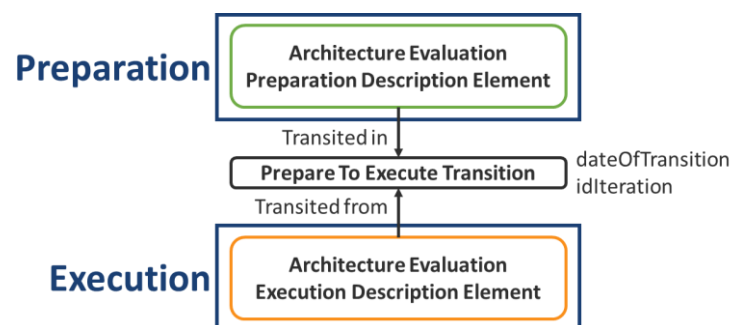 Preparation
Architecture Evaluation
Preparation Description Element
Transited in
Prepare To Execute Transition
dateOfTransition
idIteration
Transited from
Execution
Architecture Evaluation
Execution Description Element